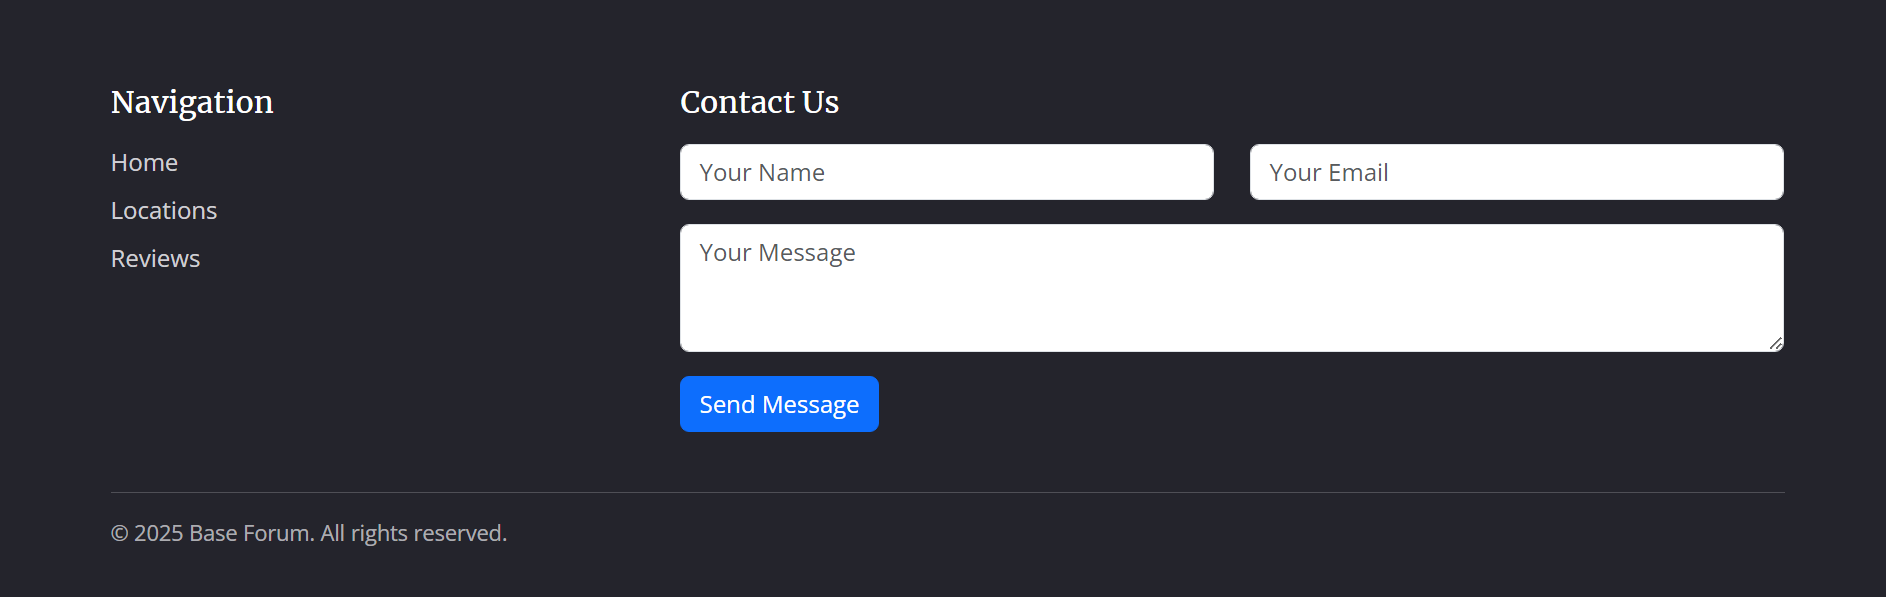 Navigation
Home
Locations
Reviews
Contact Us
Your Name
Your Email
Your Message
Send Message
© 2025 Base Forum. All rights reserved.